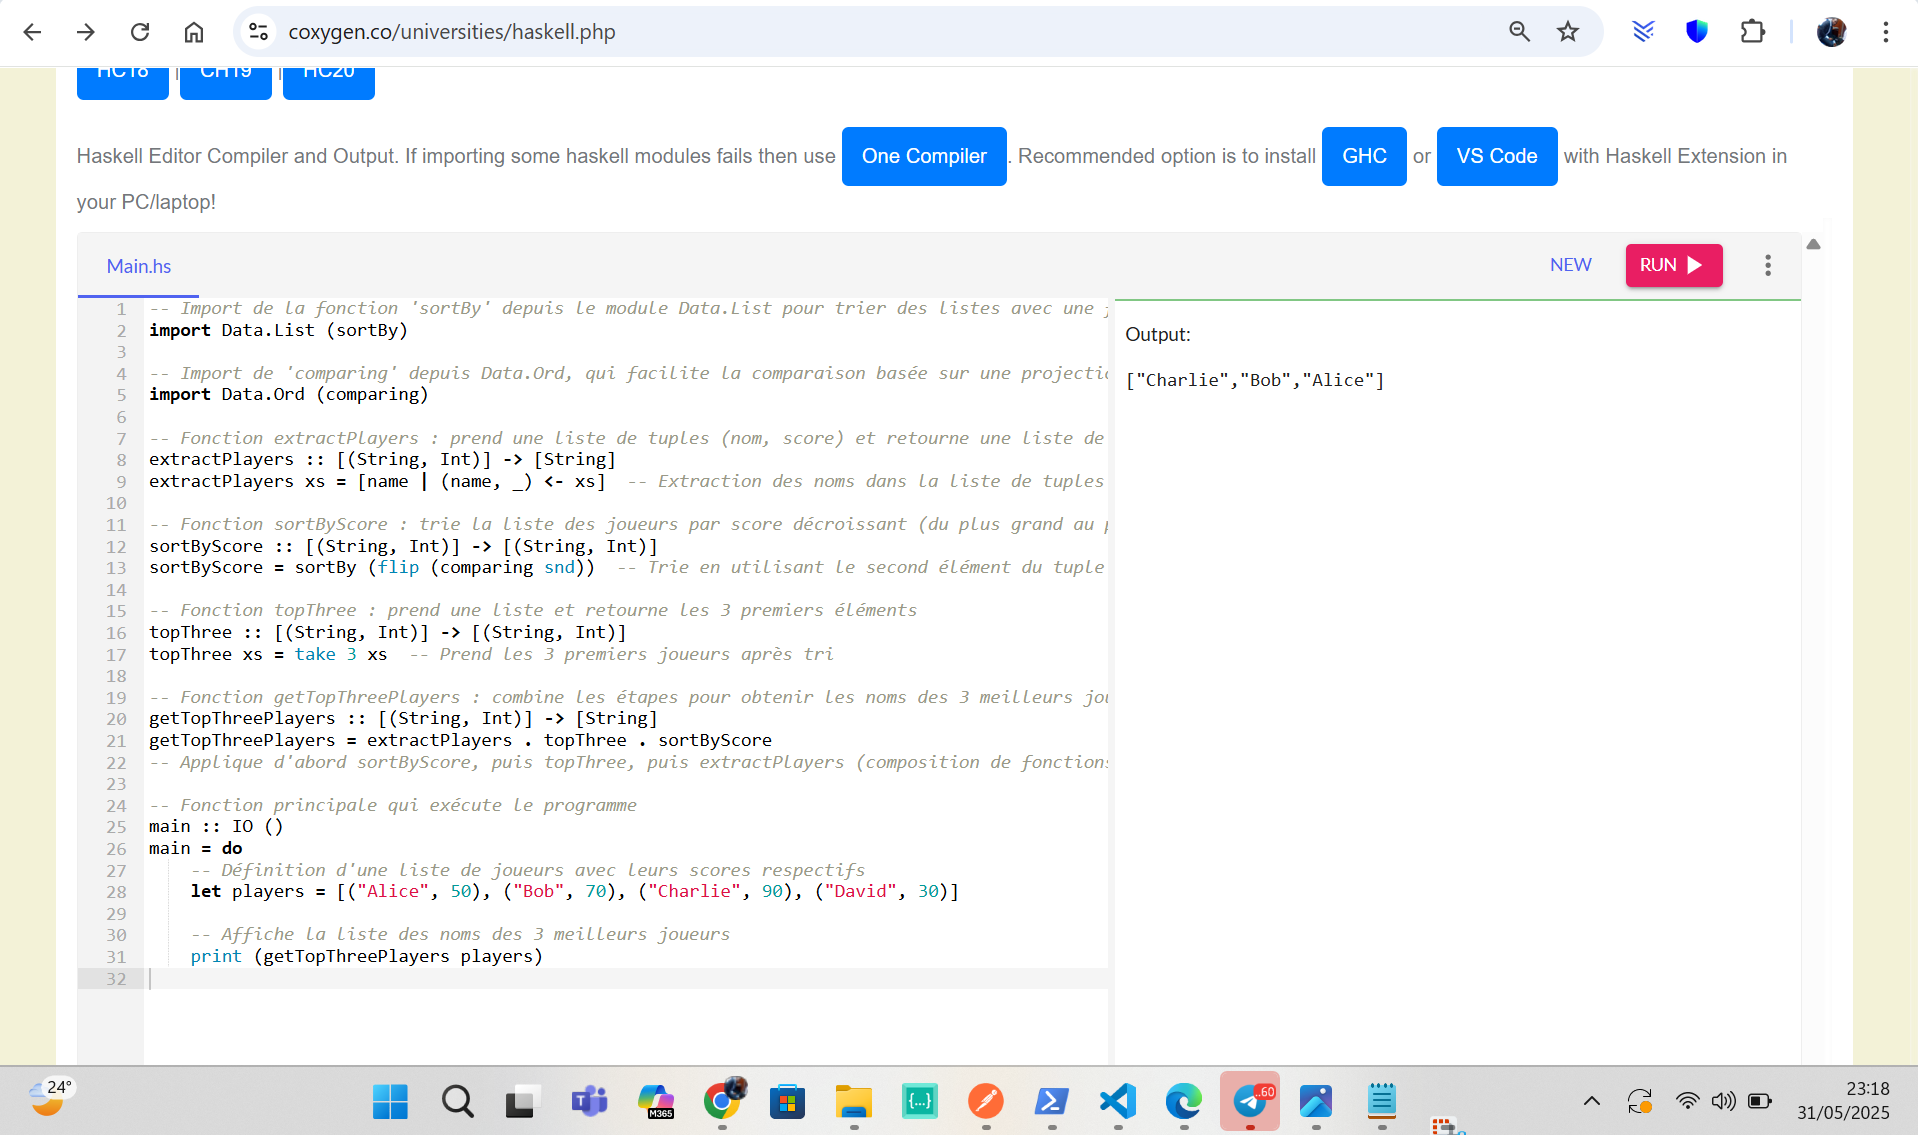 coxygen.co/universities/haskell.php
HC18 | CH19 | HC20
Haskell Editor Compiler and Output. If importing some haskell modules fails then use One Compiler . Recommended option is to install GHC or VS Code with Haskell Extension in
your PC/laptop!
Main.hs
NEW
RUN
1 -- Import de la fonction 'sortBy' depuis le module Data.List pour trier des listes avec une
2 import Data.List (sortBy)
3
4 -- Import de 'comparing' depuis Data.Ord, qui facilite la comparaison basée sur une projectio
5 import Data.Ord (comparing)
6
7 -- Fonction extractPlayers : prend une liste de tuples (nom, score) et retourne une liste de
8 extractPlayers :: [(String, Int)] -> [String]
9 extractPlayers xs = [name | (name, _) <- xs]  -- Extraction des noms dans la liste de tuples
10
11 -- Fonction sortByScore : trie la liste des joueurs par score décroissant (du plus grand au p
12 sortByScore :: [(String, Int)] -> [(String, Int)]
13 sortByScore = sortBy (flip (comparing snd))  -- Trie en utilisant le second élément du tuple
14
15 -- Fonction topThree : prend une liste et retourne les 3 premiers éléments
16 topThree :: [(String, Int)] -> [(String, Int)]
17 topThree xs = take 3 xs  -- Prend les 3 premiers joueurs après tri
18
19 -- Fonction getTopThreePlayers : combine les étapes pour obtenir les noms des 3 meilleurs jou
20 getTopThreePlayers :: [(String, Int)] -> [String]
21 getTopThreePlayers = extractPlayers . topThree . sortByScore
22 -- Applique d'abord sortByScore, puis topThree, puis extractPlayers (composition de fonctions
23
24 -- Fonction principale qui exécute le programme
25 main :: IO ()
26 main = do
27     -- Définition d'une liste de joueurs avec leurs scores respectifs
28     let players = [("Alice", 50), ("Bob", 70), ("Charlie", 90), ("David", 30)]
29
30     -- Affiche la liste des noms des 3 meilleurs joueurs
31     print (getTopThreePlayers players)
32
Output:
["Charlie","Bob","Alice"]
24°
M365
{...}
..60
23:18
31/05/2025